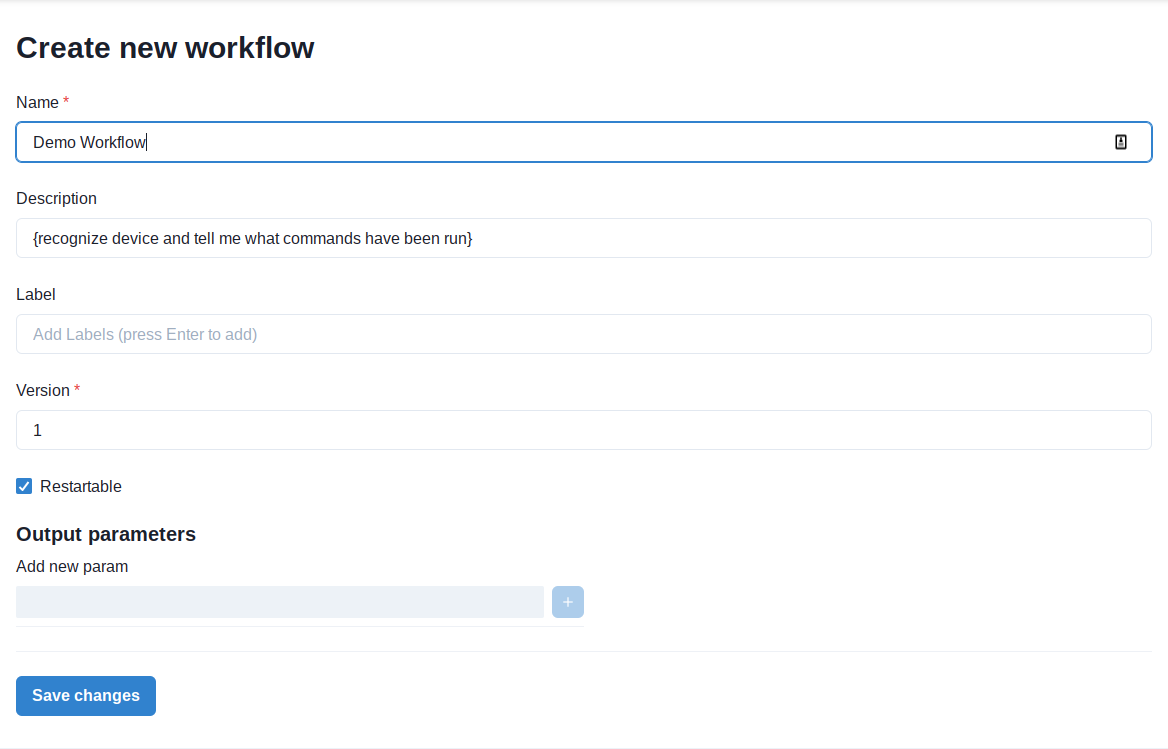 Create new workflow
Name *
Demo Workflow
Description
{recognize device and tell me what commands have been run}
Label
Add Labels (press Enter to add)
Version *
1
Restartable
Output parameters
Add new param
+
Save changes